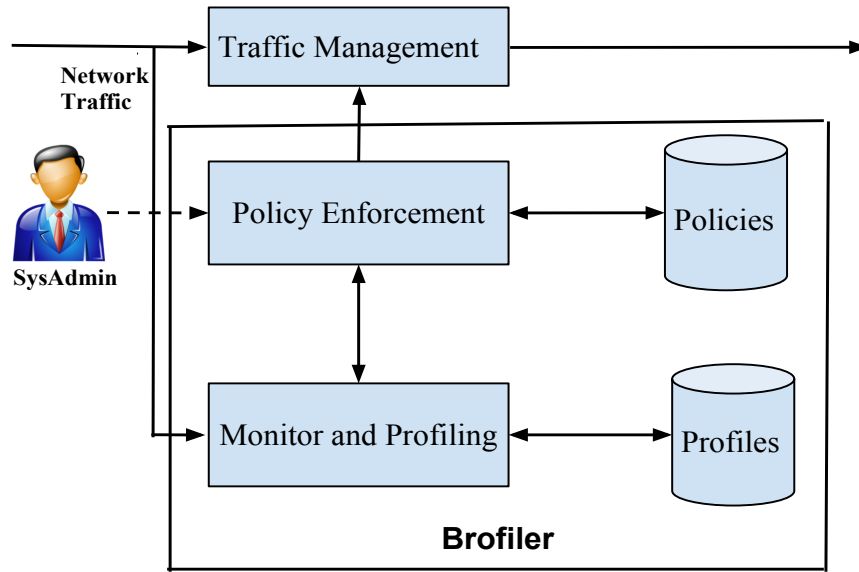 Traffic Management
Network
Traffic
Policy Enforcement
Policies
SysAdmin
Monitor and Profiling
Profiles
Brofiler